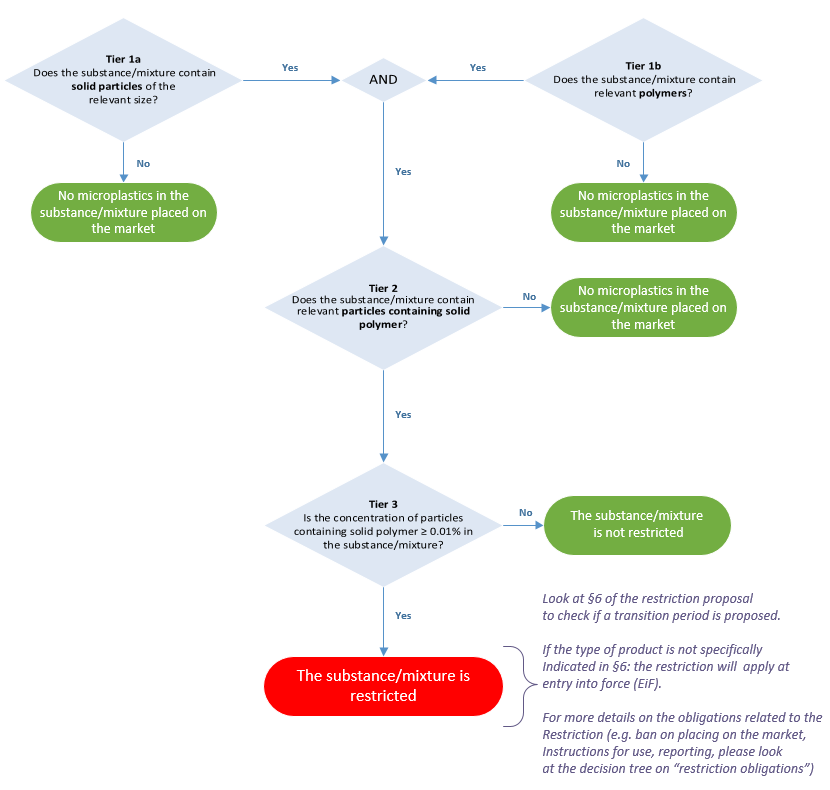 Tier 1a
Does the substance/mixture contain
solid particles of the
relevant size?
Yes
AND
Yes
Tier 1b
Does the substance/mixture contain
relevant polymers?
No
No microplastics in the
substance/mixture placed on
the market
Yes
No
No microplastics in the
substance/mixture placed on
the market
Tier 2
Does the substance/mixture contain
relevant particles containing solid
polymer?
No
No microplastics in the
substance/mixture placed on
the market
Yes
Tier 3
Is the concentration of particles
containing solid polymer ≥ 0.01% in
the substance/mixture?
No
The substance/mixture
is not restricted
Yes
The substance/mixture is
restricted
Look at §6 of the restriction proposal
to check if a transition period is proposed.
If the type of product is not specifically
Indicated in §6: the restriction will apply at
entry into force (EiF).
For more details on the obligations related to the
Restriction (e.g. ban on placing on the market,
Instructions for use, reporting, please look
at the decision tree on “restriction obligations”)